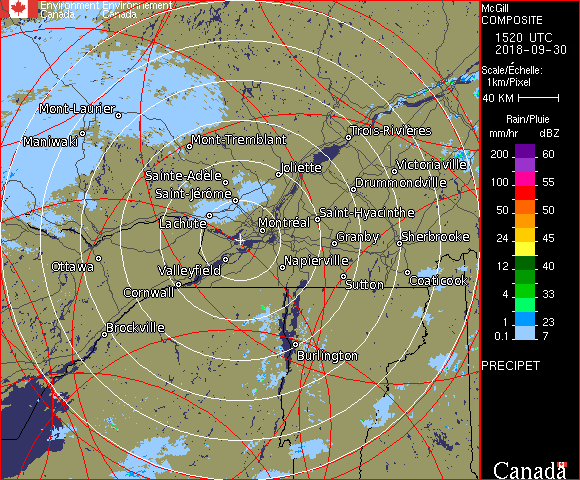 Environment Environnement
Canada Canada
McGill
COMPOSITE
1520 UTC
2018-09-30
Scale/Échelle:
1km/Pixel
40 KM
Rain/Pluie
mm/hr dBZ
200 60
100 55
50 50
24 45
12 40
4 33
1 23
0.1 7
PRECIPET
Canada
Mont-Laurier
Maniwaki
Mont-Tremblant
Trois-Rivières
Joliette
Victoriaville
Sainte-Adèle
Drummondville
Saint-Jérôme
Saint-Hyacinthe
Lachute
Montréal
Granby
Sherbrooke
Ottawa
Valleyfield
Napierville
Cornwall
Sutton
Coaticook
Brockville
Burlington